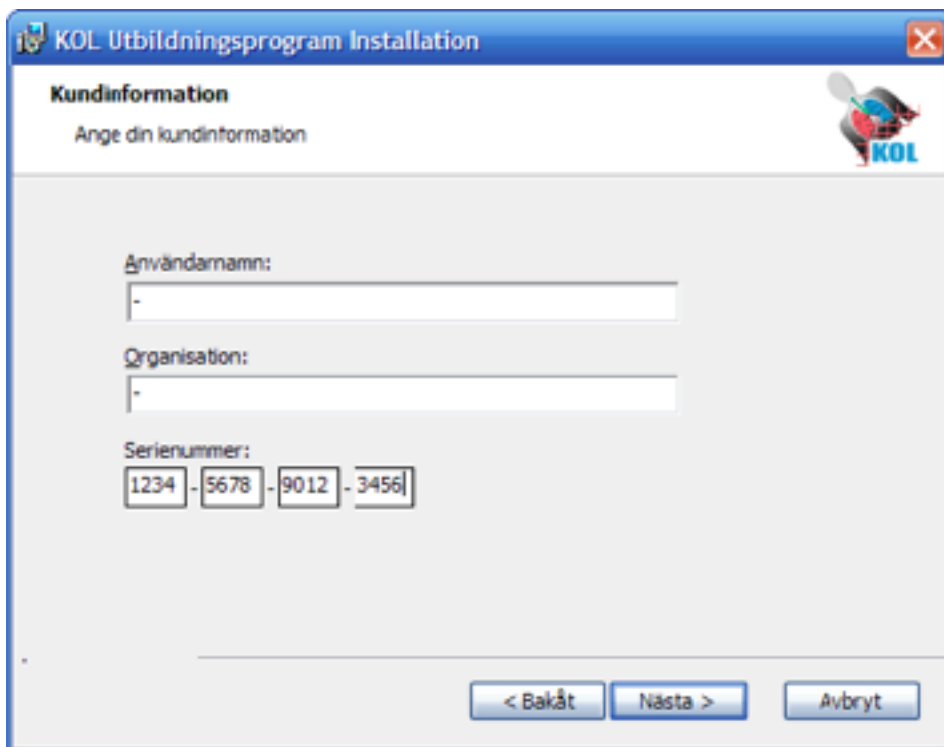 KOL Utbildningsprogram Installation
Kundinformation
Ange din kundinformation
KOL
Användarnamn:
-
Organisation:
-
Serienummer:
1234 - 5678 - 9012 - 3456
< Bakåt Nästa > Avbryt